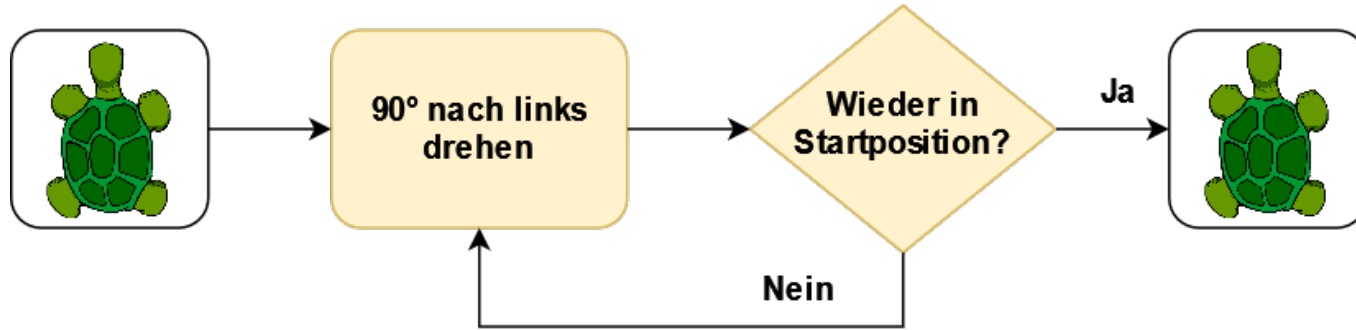 90° nach links
drehen
Wieder in
Startposition?
Ja
Nein